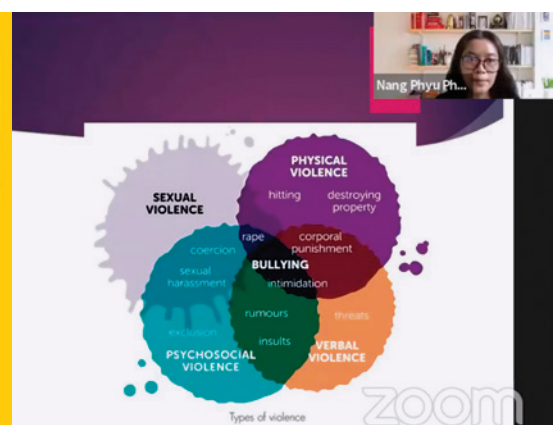 Nang Phyu Ph...
PHYSICAL
VIOLENCE
hitting
destroying
property
SEXUAL
VIOLENCE
rape
corporal
punishment
coercion
BULLYING
sexual
harassment
intimidation
rumours
threats
exclusion
insults
VERBAL
VIOLENCE
PSYCHOSOCIAL
VIOLENCE
Types of violence
zoom